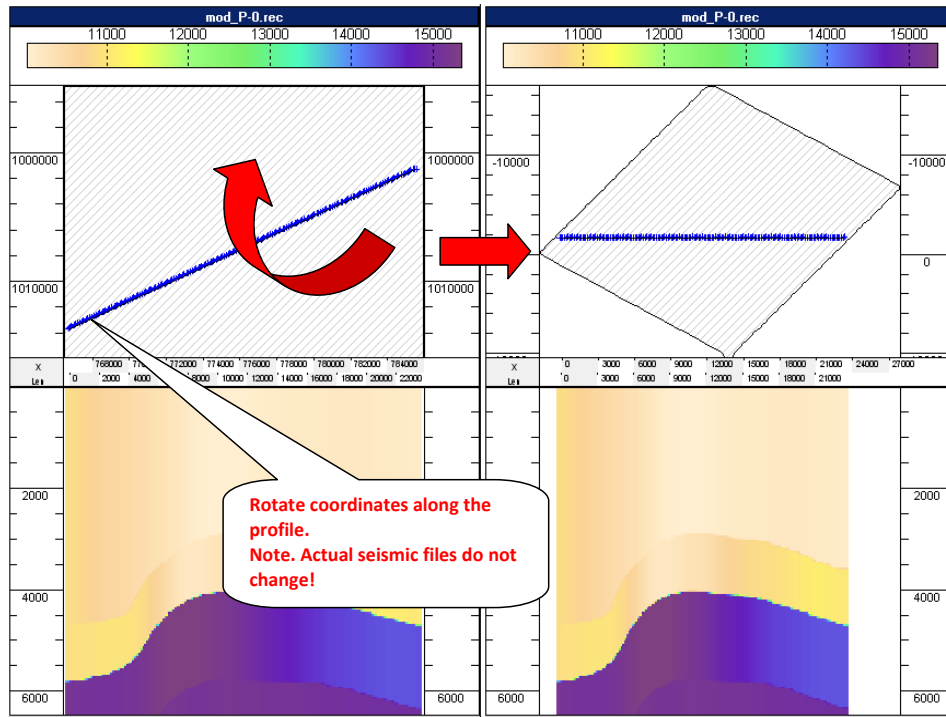 mod_P-0.rec
11000 12000 13000 14000 15000
1000000 1000000
1010000 1010000
X 768000 772000 774000 776000 778000 780000 782000 784000
Len 0 2000 4000 10000 12000 14000 16000 18000 20000 22000
2000
4000
6000
mod_P-0.rec
11000 12000 13000 14000 15000
-10000 -10000
0
X 0 3000 6000 9000 12000 15000 18000 21000 24000 27000
Len 0 3000 6000 9000 12000 15000 18000 21000
2000
4000
6000 6000
Rotate coordinates along the
profile.
Note. Actual seismic files do not
change!